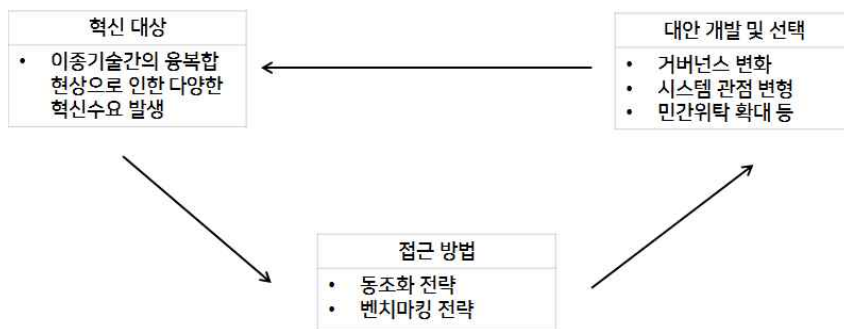 혁신 대상
• 이종기술간의 융복합
현상으로 인한 다양한
혁신수요 발생
대안 개발 및 선택
• 거버넌스 변화
• 시스템 관점 변형
• 민간위탁 확대 등
접근 방법
• 동조화 전략
• 벤치마킹 전략